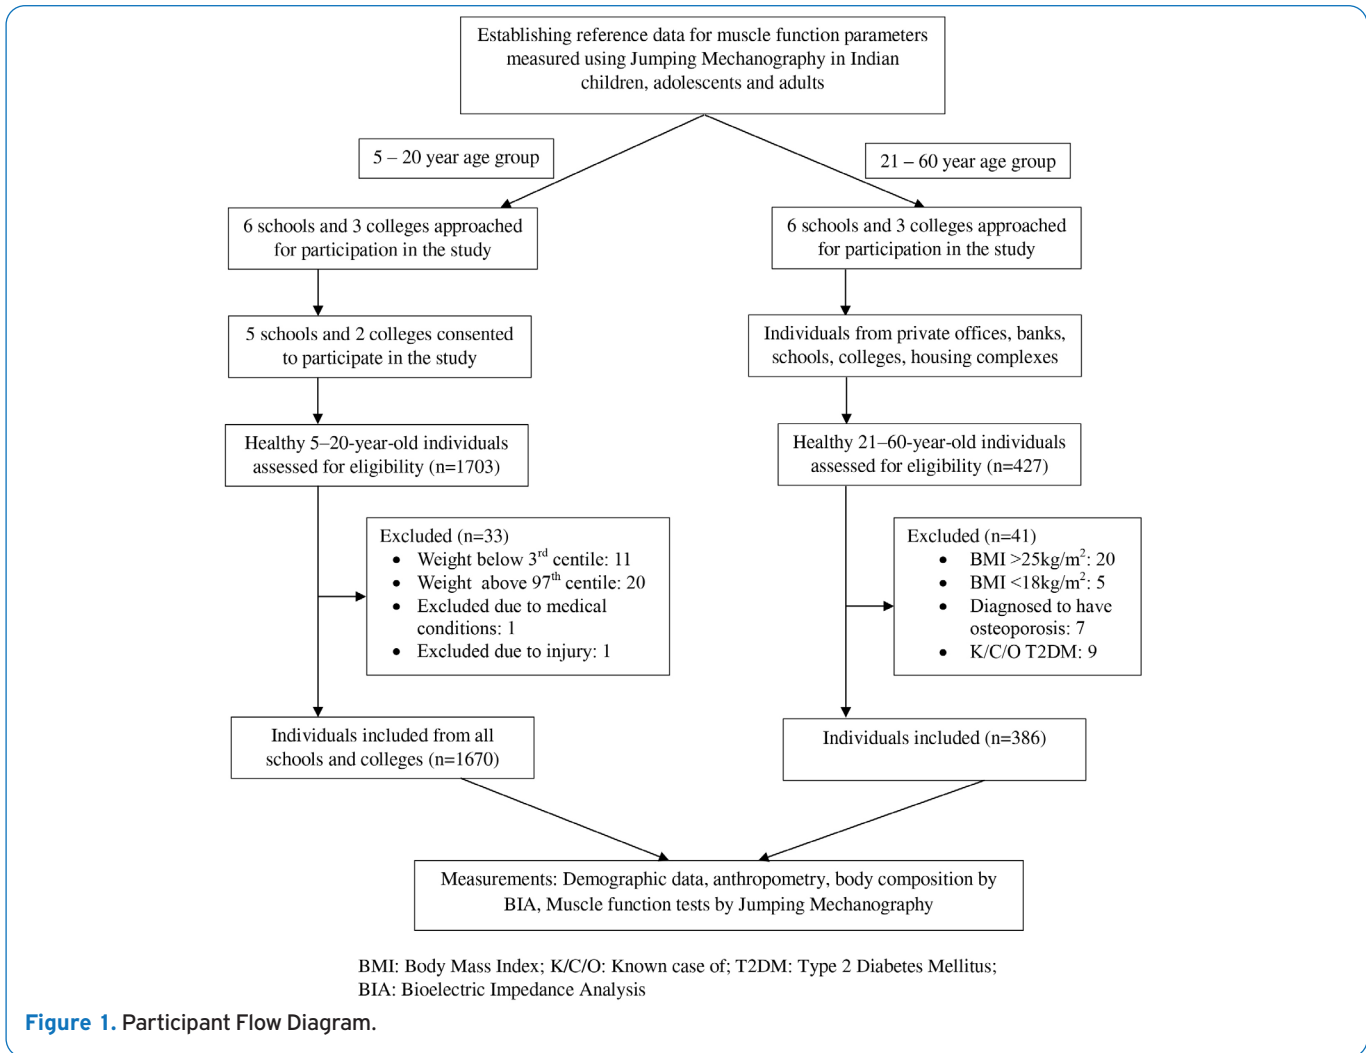 Establishing reference data for muscle function parameters
measured using Jumping Mechanography in Indian
children, adolescents and adults
5 – 20 year age group
21 – 60 year age group
6 schools and 3 colleges approached
for participation in the study
6 schools and 3 colleges approached
for participation in the study
5 schools and 2 colleges consented
to participate in the study
Individuals from private offices, banks,
schools, colleges, housing complexes
Healthy 5–20-year-old individuals
assessed for eligibility (n=1703)
Healthy 21–60-year-old individuals
assessed for eligibility (n=427)
Excluded (n=33)
• Weight below 3rd centile: 11
• Weight above 97th centile: 20
• Excluded due to medical
conditions: 1
• Excluded due to injury: 1
Excluded (n=41)
• BMI >25kg/m²: 20
• BMI <18kg/m²: 5
• Diagnosed to have
osteoporosis: 7
• K/C/O T2DM: 9
Individuals included from all
schools and colleges (n=1670)
Individuals included (n=386)
Measurements: Demographic data, anthropometry, body composition by
BIA, Muscle function tests by Jumping Mechanography
BMI: Body Mass Index; K/C/O: Known case of; T2DM: Type 2 Diabetes Mellitus;
BIA: Bioelectric Impedance Analysis
Figure 1. Participant Flow Diagram.